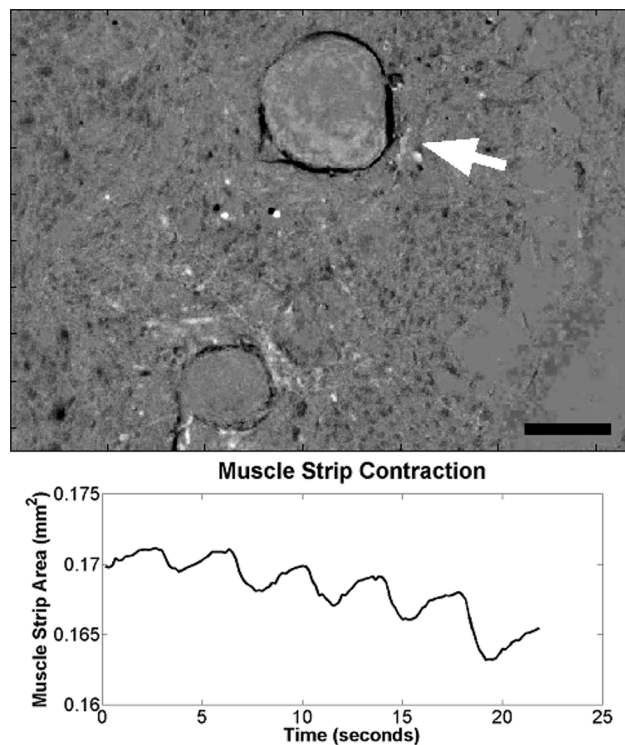 Muscle Strip Contraction
Muscle Strip Area (mm²)
0.175
0.17
0.165
0.16
0 5 10 15 20 25
Time (seconds)